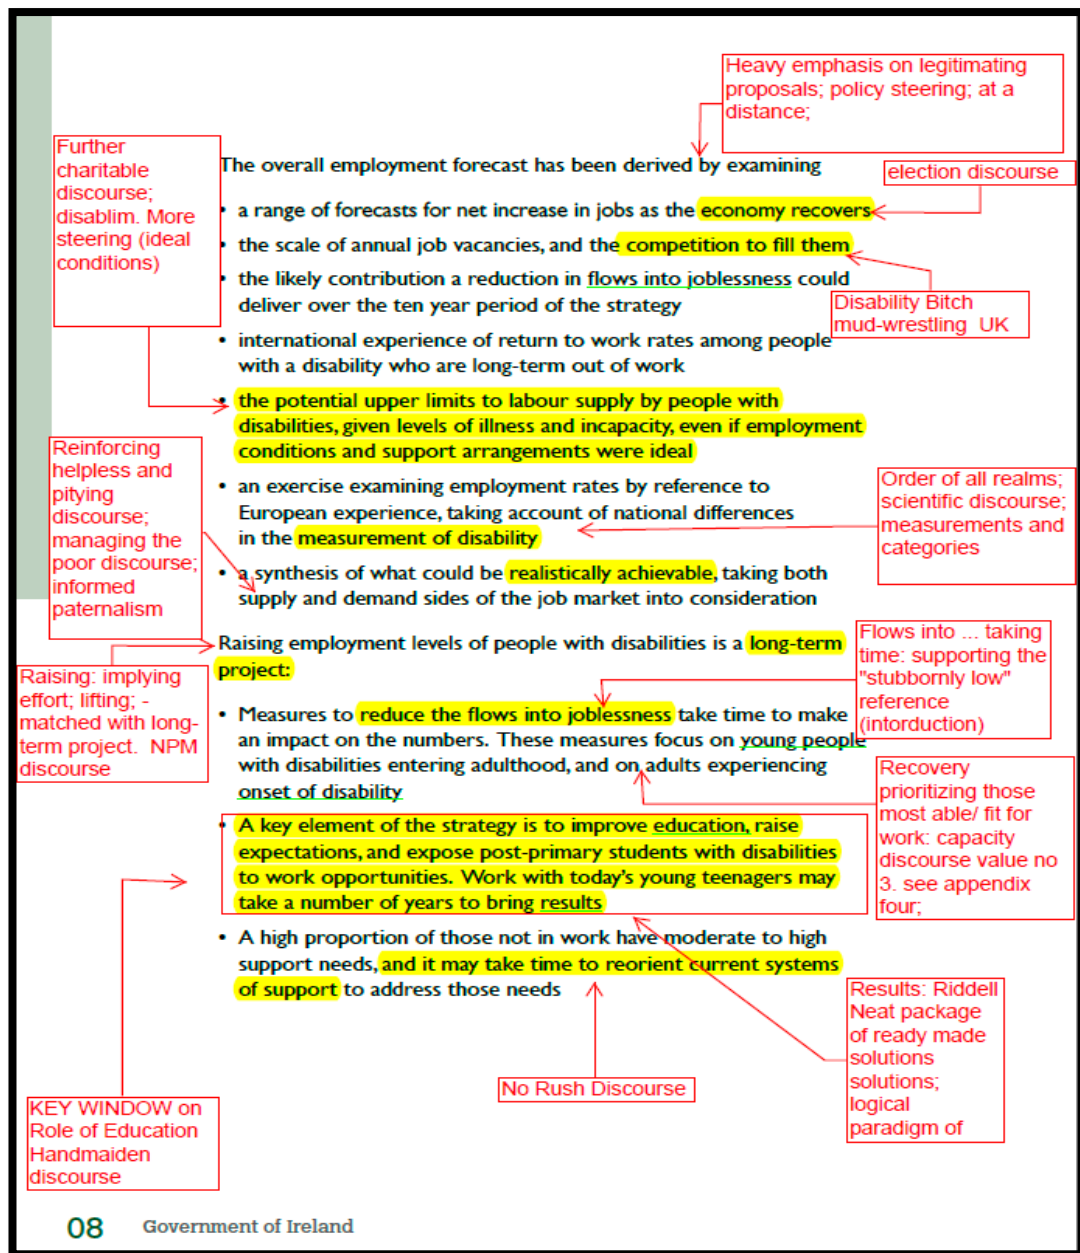 Heavy emphasis on legitimating
proposals; policy steering; at a
distance;
Further
charitable
discourse;
disablim. More
steering (ideal
conditions)
The overall employment forecast has been derived by examining
election discourse
• a range of forecasts for net increase in jobs as the economy recovers
• the scale of annual job vacancies, and the competition to fill them
• the likely contribution a reduction in flows into joblessness could
deliver over the ten year period of the strategy
Disability Bitch
mud-wrestling UK
• international experience of return to work rates among people
with a disability who are long-term out of work
• the potential upper limits to labour supply by people with
disabilities, given levels of illness and incapacity, even if employment
conditions and support arrangements were ideal
Reinforcing
helpless and
pitying
discourse;
managing the
poor discourse;
informed
paternalism
• an exercise examining employment rates by reference to
European experience, taking account of national differences
in the measurement of disability
Order of all realms;
scientific discourse;
measurements and
categories
• a synthesis of what could be realistically achievable, taking both
supply and demand sides of the job market into consideration
Raising employment levels of people with disabilities is a long-term
project:
Flows into ... taking
time: supporting the
"stubbornly low"
reference
(intorduction)
Raising: implying
effort; lifting; -
matched with long-
term project. NPM
discourse
• Measures to reduce the flows into joblessness take time to make
an impact on the numbers. These measures focus on young people
with disabilities entering adulthood, and on adults experiencing
onset of disability
Recovery
prioritizing those
most able/ fit for
work: capacity
discourse value no
3. see appendix
four;
• A key element of the strategy is to improve education, raise
expectations, and expose post-primary students with disabilities
to work opportunities. Work with today's young teenagers may
take a number of years to bring results
• A high proportion of those not in work have moderate to high
support needs, and it may take time to reorient current systems
of support to address those needs
Results: Riddell
Neat package
of ready made
solutions
solutions;
logical
paradigm of
No Rush Discourse
KEY WINDOW on
Role of Education
Handmaiden
discourse
08 Government of Ireland